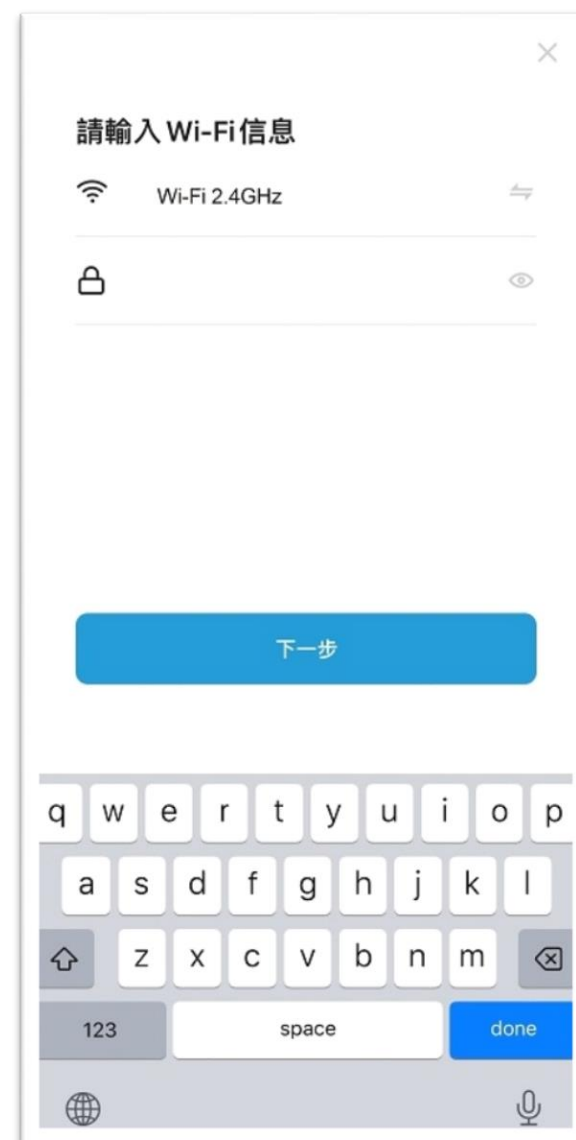 請輸入Wi-Fi信息
Wi-Fi 2.4GHz
下一步
q w e r t y u i o p
a s d f g h j k l
z x c v b n m
123 space done